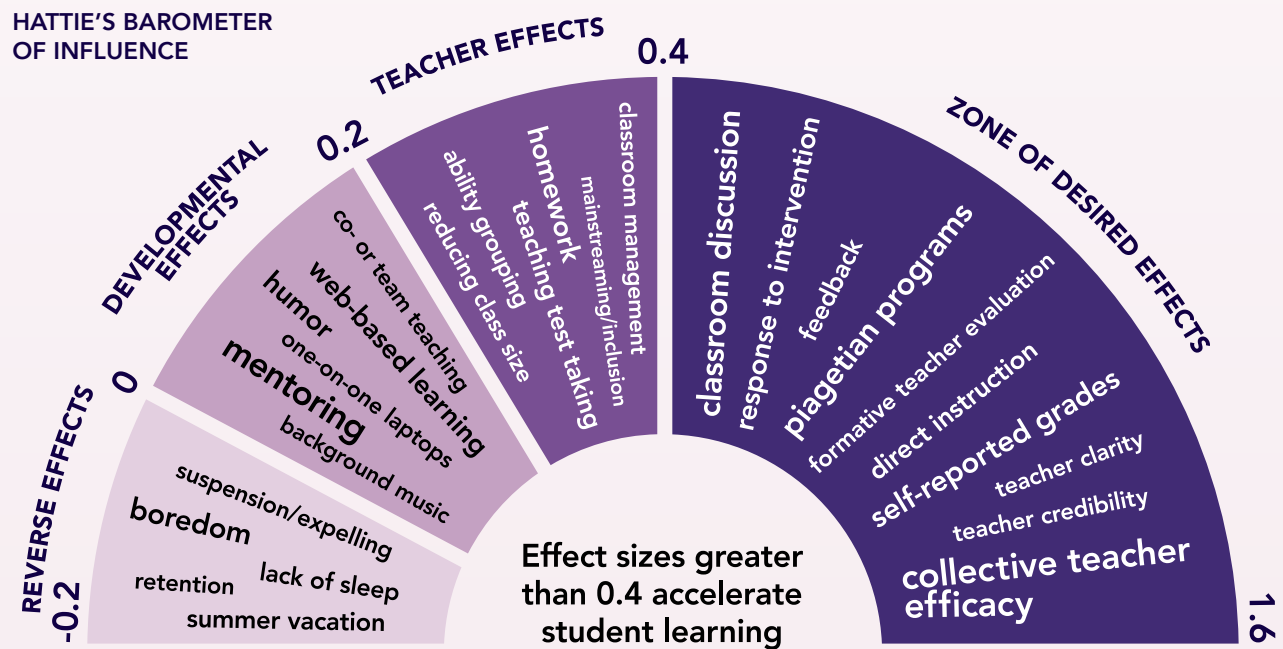 HATTIE'S BAROMETER
OF INFLUENCE
REVERSE EFFECTS
-0.2
summer vacation
retention
lack of sleep
boredom
suspension/expelling
0
DEVELOPMENTAL
EFFECTS
background music
mentoring
one-on-one laptops
humor
web-based learning
co- or team teaching
0.2
TEACHER EFFECTS
reducing class size
ability grouping
teaching test taking
homework
mainstreaming/inclusion
classroom management
0.4
ZONE OF DESIRED EFFECTS
classroom discussion
response to intervention
feedback
piagetian programs
formative teacher evaluation
direct instruction
self-reported grades
teacher clarity
teacher credibility
collective teacher
efficacy
1.6
Effect sizes greater
than 0.4 accelerate
student learning